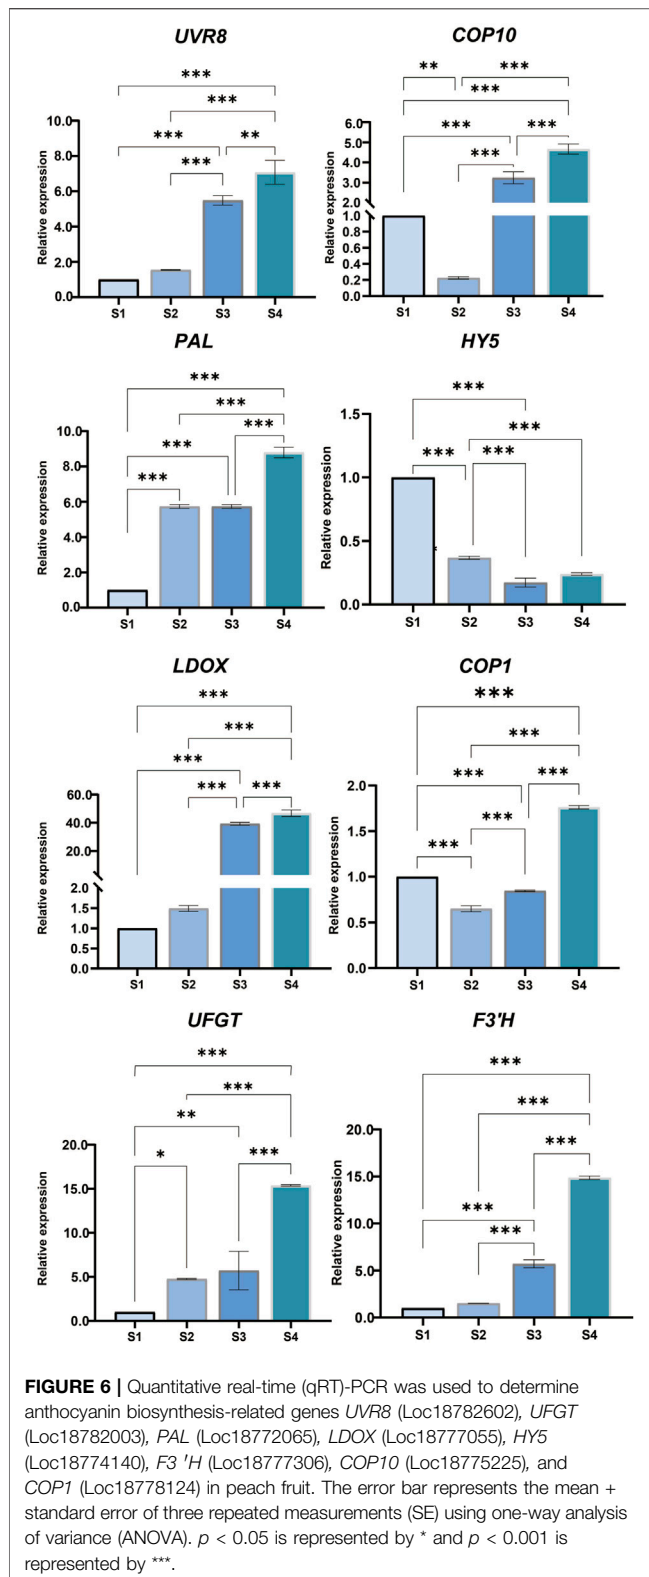 UVR8
***
***
***
**
***
10.0
8.0
6.0
4.0
2.0
0.0
Relative expression
S1 S2 S3 S4
COP10
**
***
***
***
***
***
6.0
5.0
4.0
3.0
1.0
0.8
0.6
0.4
0.2
0.0
Relative expression
S1 S2 S3 S4
PAL
***
***
***
***
***
10.0
8.0
6.0
4.0
2.0
0.0
Relative expression
S1 S2 S3 S4
HY5
***
***
***
***
1.5
1.0
0.5
0.0
Relative expression
S1 S2 S3 S4
LDOX
***
***
***
***
***
60.0
40.0
20.0
2.0
1.5
1.0
0.5
0.0
Relative expression
S1 S2 S3 S4
COP1
***
***
***
***
***
***
2.0
1.5
1.0
0.5
0.0
Relative expression
S1 S2 S3 S4
UFGT
***
***
**
*
***
20.0
15.0
10.0
5.0
0.0
Relative expression
S1 S2 S3 S4
F3'H
***
***
***
***
***
20.0
15.0
10.0
5.0
0.0
Relative expression
S1 S2 S3 S4
FIGURE 6 | Quantitative real-time (qRT)-PCR was used to determine
anthocyanin biosynthesis-related genes UVR8 (Loc18782602), UFGT
(Loc18782003), PAL (Loc18772065), LDOX (Loc18777055), HY5
(Loc18774140), F3 'H (Loc18777306), COP10 (Loc18775225), and
COP1 (Loc18778124) in peach fruit. The error bar represents the mean +
standard error of three repeated measurements (SE) using one-way analysis
of variance (ANOVA). p < 0.05 is represented by * and p < 0.001 is
represented by ***.